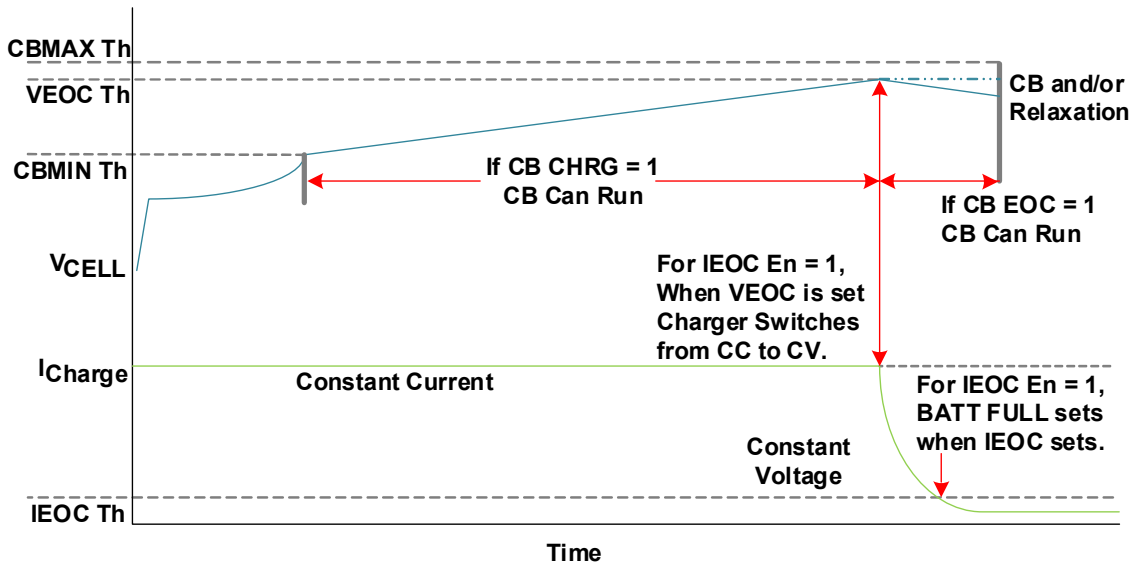 CBMAX Th
VEOC Th
CB and/or
Relaxation
CBMIN Th
If CB CHRG = 1
CB Can Run
If CB EOC = 1
CB Can Run
VCELL
For IEOC En = 1,
When VEOC is set
Charger Switches
from CC to CV.
ICharge
Constant Current
For IEOC En = 1,
BATT FULL sets
when IEOC sets.
Constant
Voltage
IEOC Th
Time